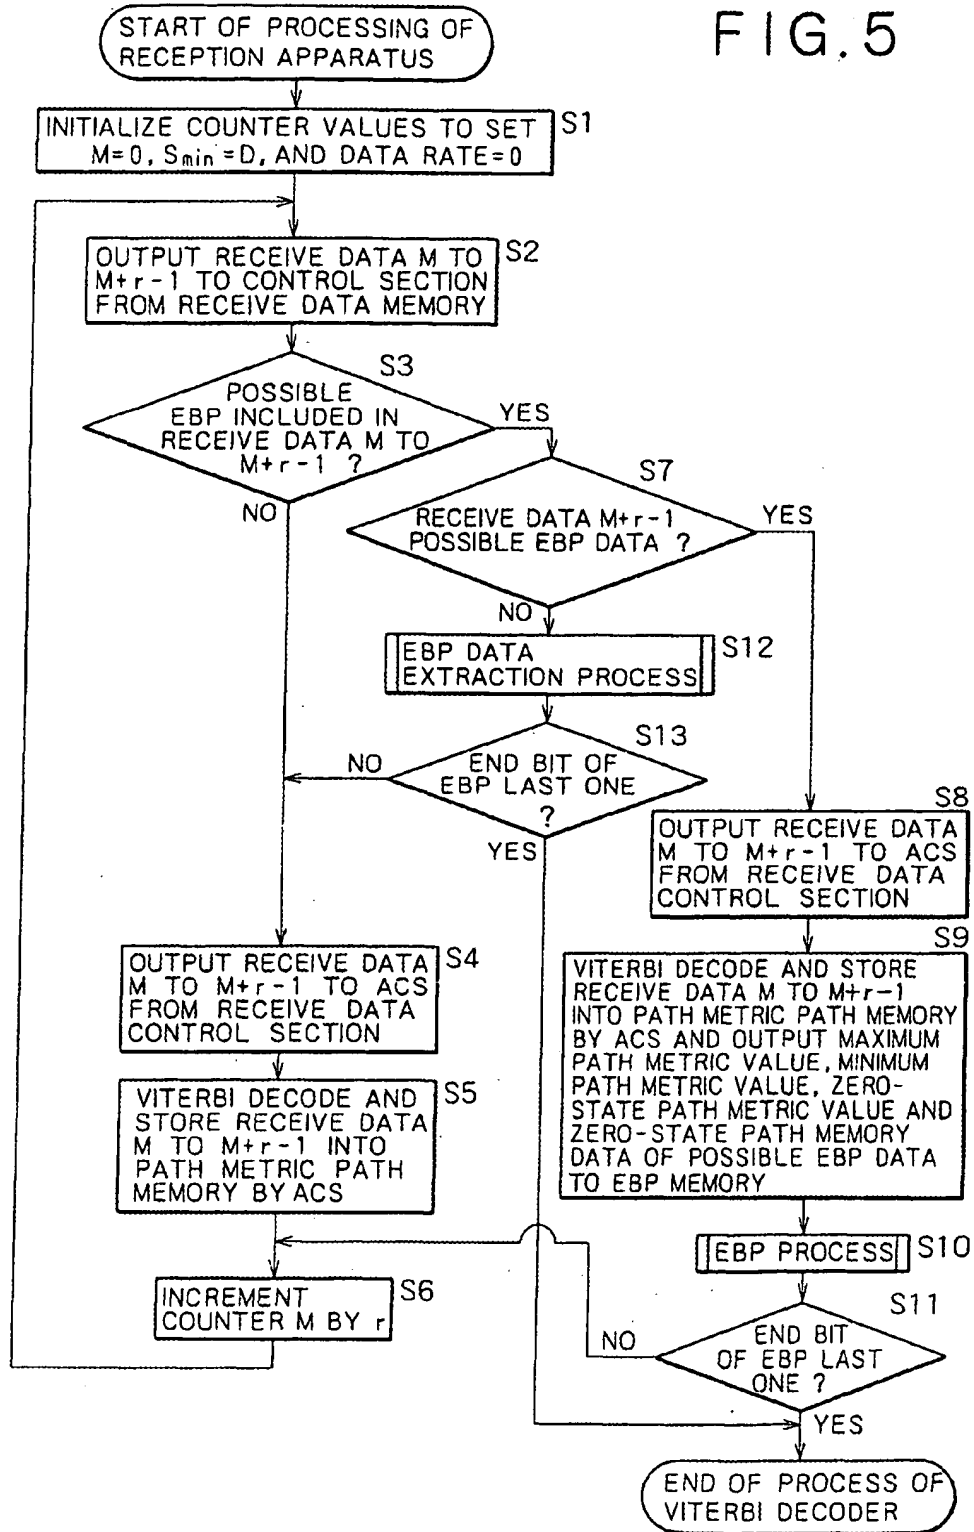 FIG.5
START OF PROCESSING OF
RECEPTION APPARATUS
INITIALIZE COUNTER VALUES TO SET
M=0, Smin=D, AND DATA RATE=0
S1
OUTPUT RECEIVE DATA M TO
M+r-1 TO CONTROL SECTION
FROM RECEIVE DATA MEMORY
S2
S3
POSSIBLE
EBP INCLUDED IN
RECEIVE DATA M TO
M+r-1 ?
YES
NO
S7
RECEIVE DATA M+r-1
POSSIBLE EBP DATA ?
YES
NO
EBP DATA
EXTRACTION PROCESS
S12
S13
END BIT OF
EBP LAST ONE
?
NO
YES
S8
OUTPUT RECEIVE DATA
M TO M+r-1 TO ACS
FROM RECEIVE DATA
CONTROL SECTION
OUTPUT RECEIVE DATA
M TO M+r-1 TO ACS
FROM RECEIVE DATA
CONTROL SECTION
S4
S9
VITERBI DECODE AND STORE
RECEIVE DATA M TO M+r-1
INTO PATH METRIC PATH MEMORY
BY ACS AND OUTPUT MAXIMUM
PATH METRIC VALUE, MINIMUM
PATH METRIC VALUE, ZERO-
STATE PATH METRIC VALUE AND
ZERO-STATE PATH MEMORY
DATA OF POSSIBLE EBP DATA
TO EBP MEMORY
VITERBI DECODE AND
STORE RECEIVE DATA
M TO M+r-1 INTO
PATH METRIC PATH
MEMORY BY ACS
S5
EBP PROCESS
S10
INCREMENT
COUNTER M BY r
S6
S11
END BIT
OF EBP LAST
ONE ?
NO
YES
END OF PROCESS OF
VITERBI DECODER